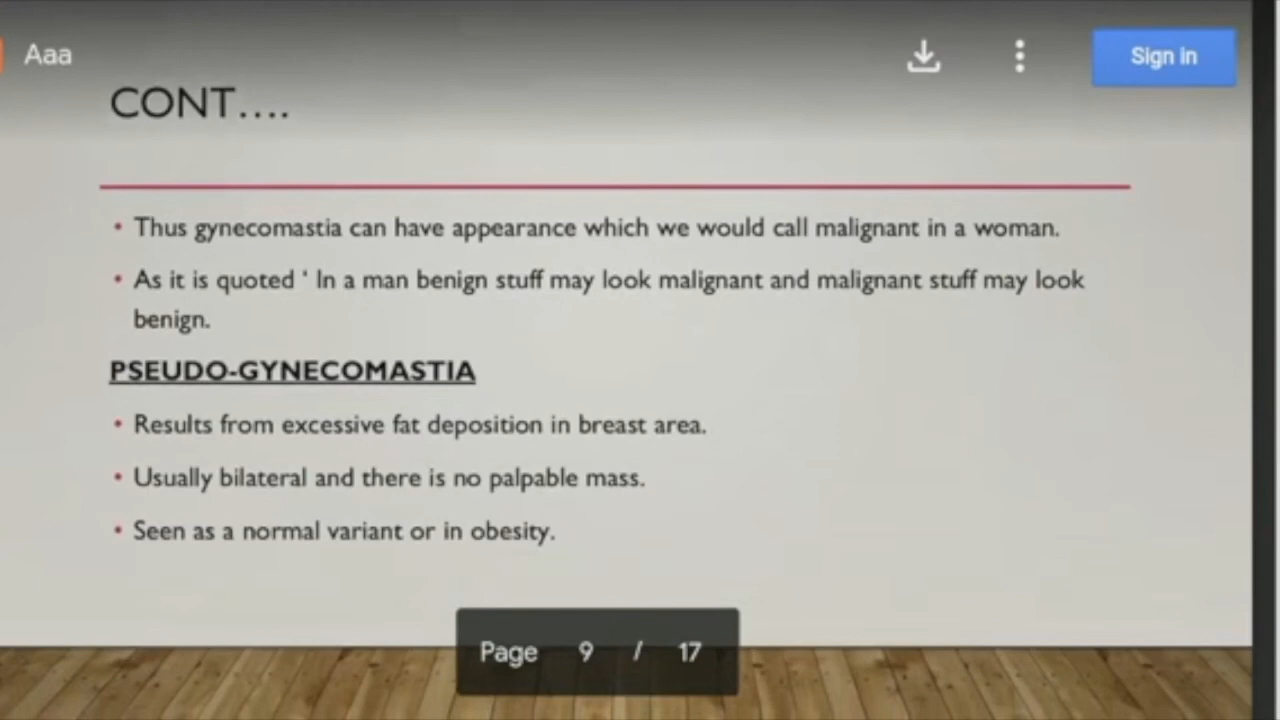 Aaa
Sign in
CONT....
• Thus gynecomastia can have appearance which we would call malignant in a woman.
• As it is quoted ‘ In a man benign stuff may look malignant and malignant stuff may look
benign.
PSEUDO-GYNECOMASTIA
• Results from excessive fat deposition in breast area.
• Usually bilateral and there is no palpable mass.
• Seen as a normal variant or in obesity.
Page 9 / 17